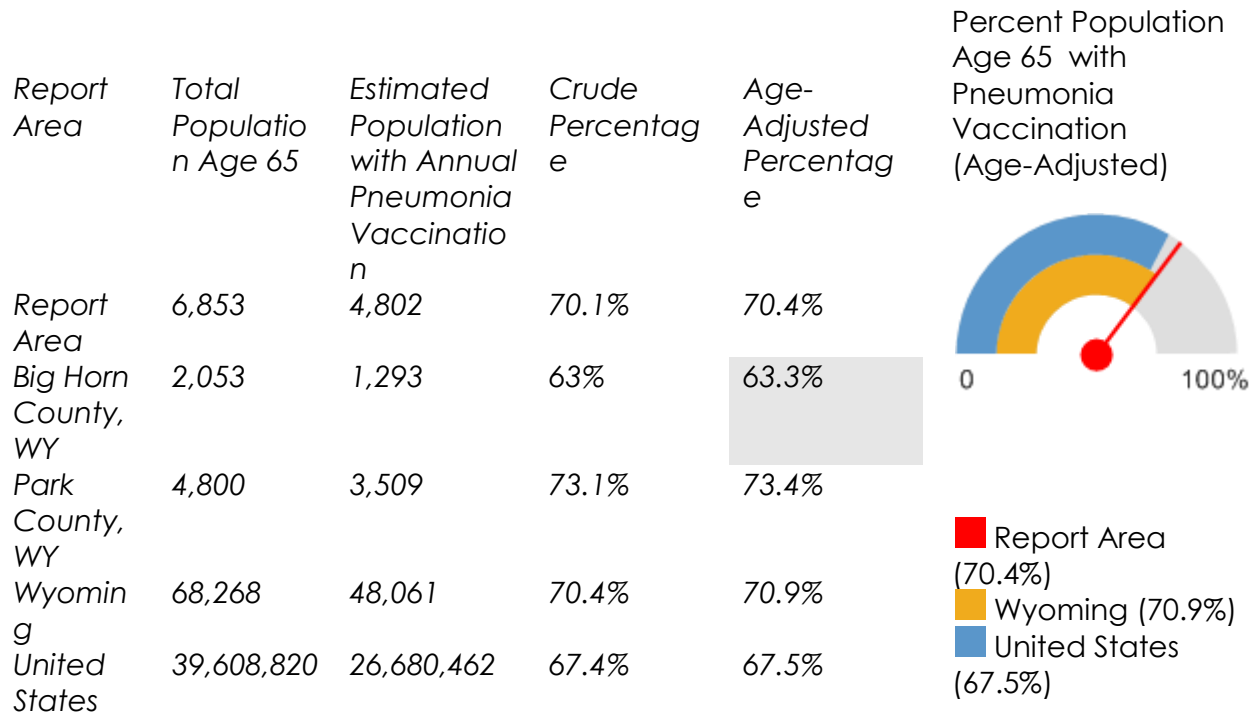 Report Area
Total Populatio
n Age 65
Estimated Population with Annual Pneumonia Vaccinatio
n
Crude Percentag
e
Age-Adjusted Percentag
e
Percent Population
Age 65  with
Pneumonia
Vaccination
(Age-Adjusted)
Report Area
6,853
4,802
70.1%
70.4%
Big Horn County, WY
2,053
1,293
63%
63.3%
Park County, WY
4,800
3,509
73.1%
73.4%
Wyomin
g
68,268
48,061
70.4%
70.9%
United States
39,608,820
26,680,462
67.4%
67.5%
0
100%
Report Area
(70.4%)
Wyoming (70.9%)
United States
(67.5%)